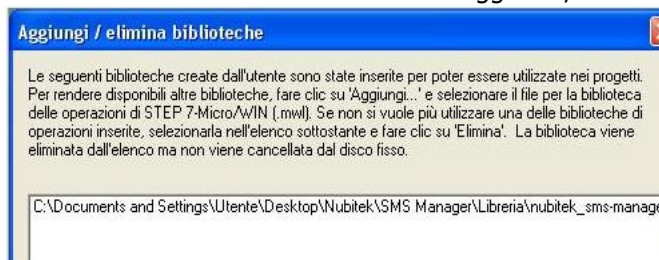 Aggiungi / elimina biblioteche
Le seguenti biblioteche create dall'utente sono state inserite per poter essere utilizzate nei progetti.
Per rendere disponibili altre biblioteche, fare clic su 'Aggiungi...' e selezionare il file per la biblioteca
delle operazioni di STEP 7-Micro/WIN (.mwl). Se non si vuole più utilizzare una delle biblioteche di
operazioni inserite, selezionarla nell'elenco sottostante e fare clic su 'Elimina'. La biblioteca viene
eliminata dall'elenco ma non viene cancellata dal disco fisso.
C:\Documents and Settings\Utente\Desktop\Nubitek\SMS Manager\Libreria\nubitek_sms-manage